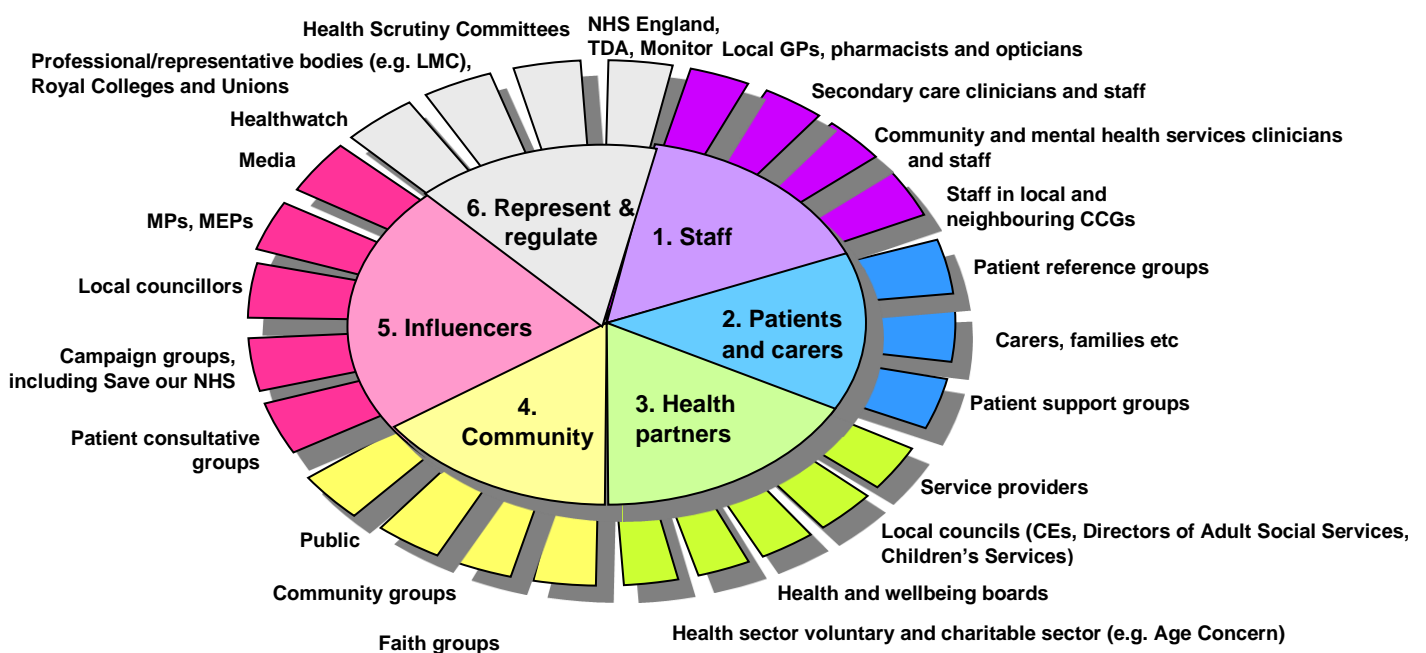 Health Scrutiny Committees
NHS England,
TDA, Monitor
Local GPs, pharmacists and opticians
Professional/representative bodies (e.g. LMC),
Royal Colleges and Unions
Secondary care clinicians and staff
Healthwatch
Community and mental health services clinicians
and staff
Media
Staff in local and
neighbouring CCGs
MPs, MEPs
6. Represent &
regulate
1. Staff
Patient reference groups
Local councillors
5. Influencers
2. Patients
and carers
Carers, families etc
Campaign groups,
including Save our NHS
4.
Community
3. Health
partners
Patient support groups
Patient consultative
groups
Service providers
Public
Local councils (CEs, Directors of Adult Social Services,
Children's Services)
Community groups
Health and wellbeing boards
Faith groups
Health sector voluntary and charitable sector (e.g. Age Concern)